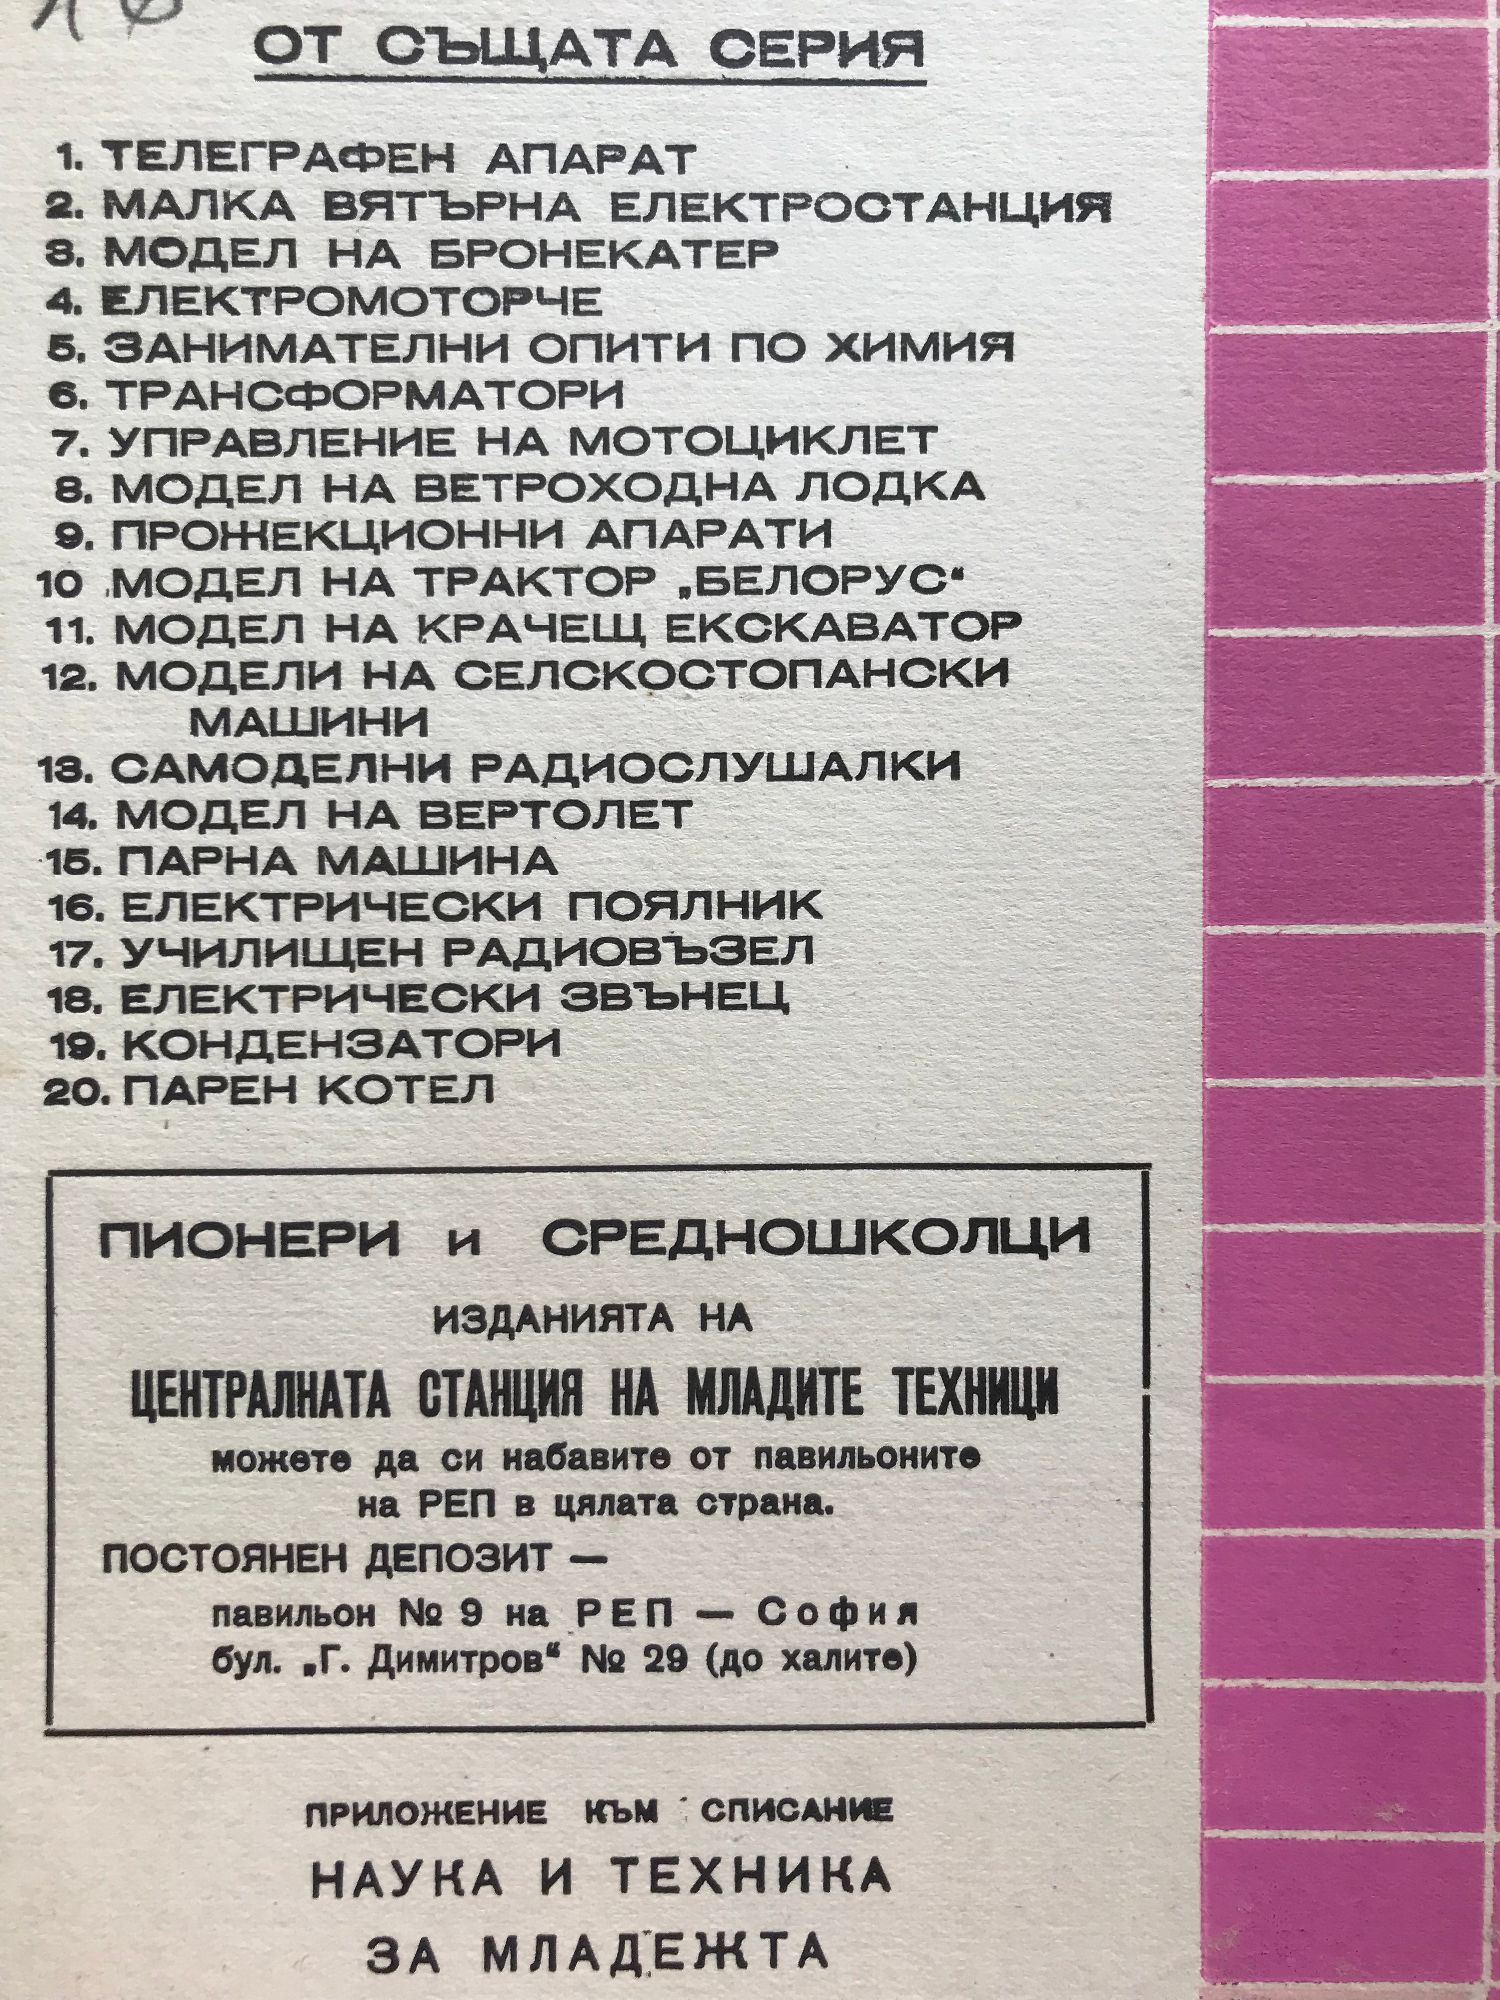 ОТ СЪЩАТА СЕРИЯ
1. ТЕЛЕГРАФЕН АПАРАТ
2. МАЛКА ВЯТЪРНА ЕЛЕКТРОСТАНЦИЯ
3. МОДЕЛ НА БРОНЕКАТЕР
4. ЕЛЕКТРОМОТОРЧЕ
5. ЗАНИМАТЕЛНИ ОПИТИ ПО ХИМИЯ
6. ТРАНСФОРМАТОРИ
7. УПРАВЛЕНИЕ НА МОТОЦИКЛЕТ
8. МОДЕЛ НА ВЕТРОХОДНА ЛОДКА
9. ПРОЖЕКЦИОННИ АПАРАТИ
10. МОДЕЛ НА ТРАКТОР „БЕЛОРУС“
11. МОДЕЛ НА КРАЧЕЩ ЕКСКАВАТОР
12. МОДЕЛИ НА СЕЛСКОСТОПАНСКИ
МАШИНИ
13. САМОДЕЛНИ РАДИОСЛУШАЛКИ
14. МОДЕЛ НА ВЕРТОЛЕТ
15. ПАРНА МАШИНА
16. ЕЛЕКТРИЧЕСКИ ПОЯЛНИК
17. УЧИЛИЩЕН РАДИОВЪЗЕЛ
18. ЕЛЕКТРИЧЕСКИ ЗВЪНЕЦ
19. КОНДЕНЗАТОРИ
20. ПАРЕН КОТЕЛ
ПИОНЕРИ и СРЕДНОШКОЛЦИ
ИЗДАНИЯТА НА
ЦЕНТРАЛНАТА СТАНЦИЯ НА МЛАДИТЕ ТЕХНИЦИ
можете да си набавите от павильоните
на РЕП в цялата страна.
ПОСТОЯНЕН ДЕПОЗИТ —
павильон № 9 на РЕП — София
бул. „Г. Димитров“ № 29 (до халите)
ПРИЛОЖЕНИЕ КЪМ СПИСАНИЕ
НАУКА И ТЕХНИКА
ЗА МЛАДЕЖТА